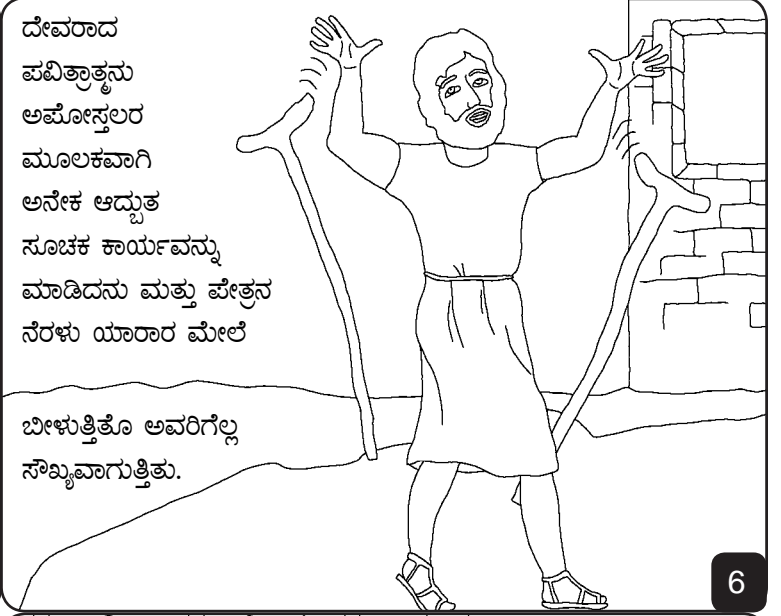 ದೇವರಾದ
ಪವಿತ್ರಾತ್ಮನು
ಅಪೋಸ್ತಲರ
ಮೂಲಕವಾಗಿ
ಅನೇಕ ಆದ್ಬುತ
ಸೂಚಕ ಕಾರ್ಯವನ್ನು
ಮಾಡಿದನು ಮತ್ತು ಪೇತ್ರನ
ನೆರಳು ಯಾರಾರ ಮೇಲೆ
ಬೀಳುತ್ತಿತೊ ಅವರಿಗೆಲ್ಲ
ಸೌಖ್ಯವಾಗುತ್ತಿತು.
6